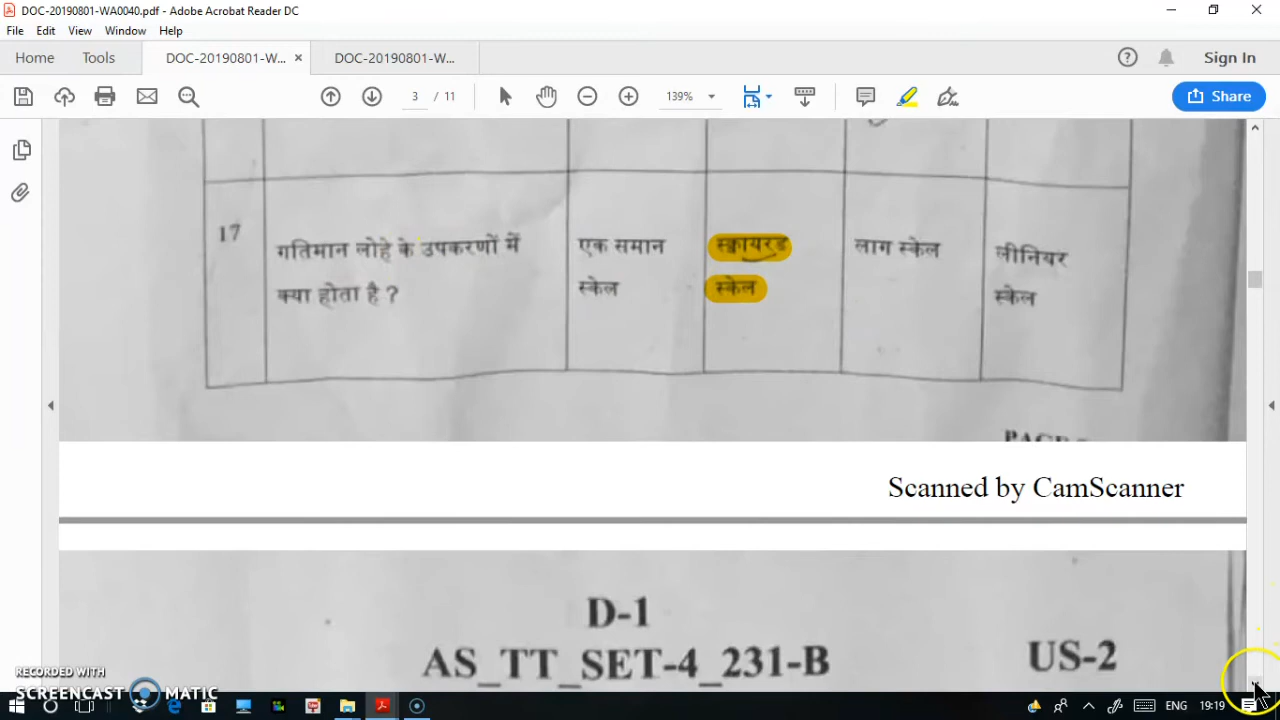 DOC-20190801-WA0040.pdf - Adobe Acrobat Reader DC
File Edit View Window Help
Home Tools DOC-20190801-W... × DOC-20190801-W... Sign In
3 / 11 139% Share
17 गतिमान लोहे के उपकरणों में एक समान स्क्वायरड लाग स्केल लीनियर
क्या होता है ? स्केल स्केल स्केल
Scanned by CamScanner
D-1
AS_TT_SET-4_231-B US-2
RECORDED WITH
SCREENCAST MATIC
ENG 19:19